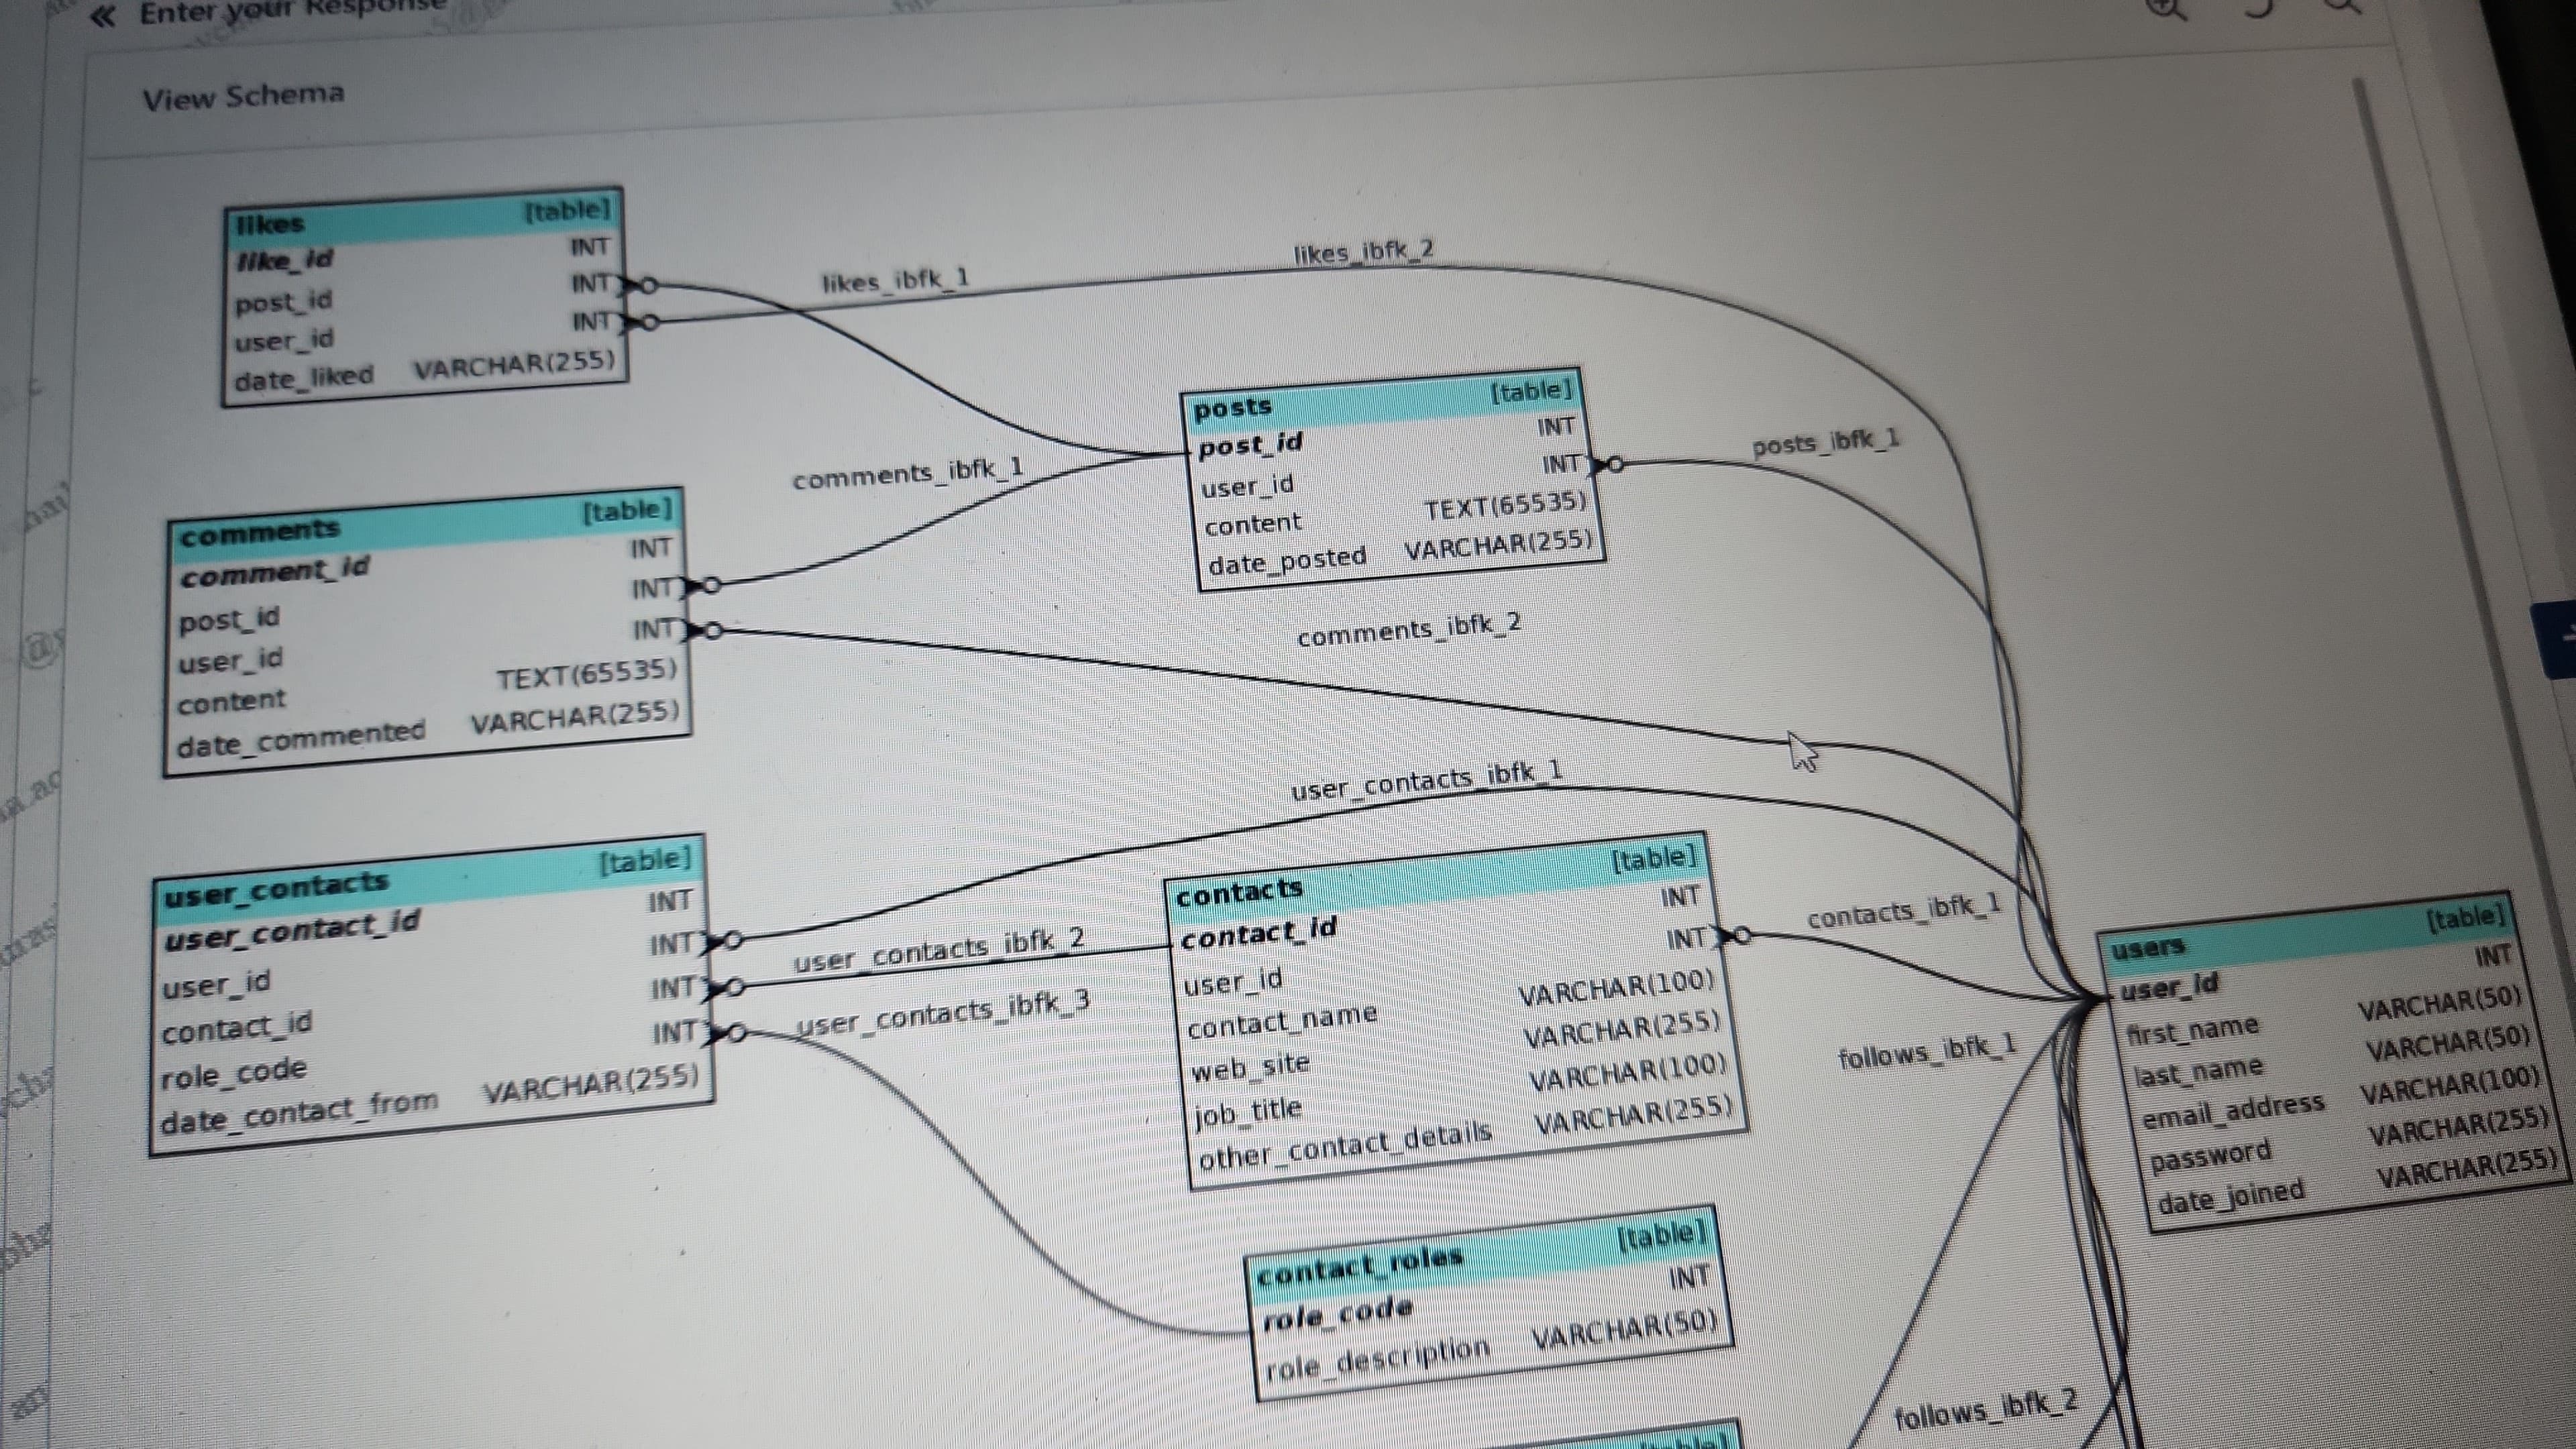 « Enter your Response
View Schema
likes [table]
like_id INT
post_id INT
user_id INT
date_liked VARCHAR(255)
likes_ibfk_1
likes_ibfk_2
posts [table]
post_id INT
user_id INT
content TEXT(65535)
date_posted VARCHAR(255)
posts_ibfk_1
comments_ibfk_1
comments [table]
comment_id INT
post_id INT
user_id INT
content TEXT(65535)
date_commented VARCHAR(255)
comments_ibfk_2
user_contacts_ibfk_1
user_contacts [table]
user_contact_id INT
user_id INT
contact_id INT
role_code INT
date_contact_from VARCHAR(255)
user_contacts_ibfk_2
user_contacts_ibfk_3
contacts [table]
contact_id INT
user_id INT
contact_name VARCHAR(100)
web_site VARCHAR(255)
job_title VARCHAR(100)
other_contact_details VARCHAR(255)
contacts_ibfk_1
users [table]
user_id INT
first_name VARCHAR(50)
last_name VARCHAR(50)
email_address VARCHAR(100)
password VARCHAR(255)
date_joined VARCHAR(255)
follows_ibfk_1
contact_roles [table]
role_code INT
role_description VARCHAR(50)
follows_ibfk_2
[table]